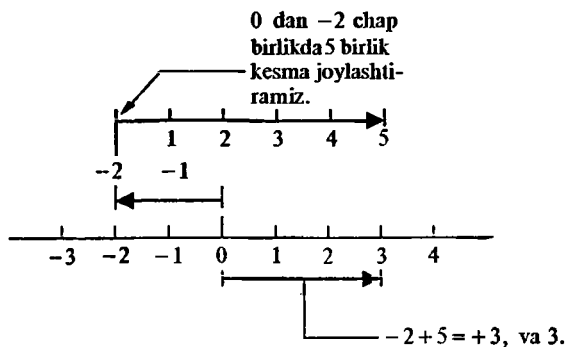 0 dan −2 chap
birlikda 5 birlik
kesma joylashti-
ramiz.
1 2 3 4 5
−2 −1
−3 −2 −1 0 1 2 3 4
−2+5=+3, va 3.